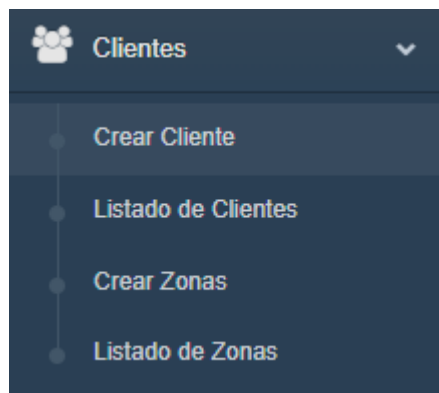 Clientes
Crear Cliente
Listado de Clientes
Crear Zonas
Listado de Zonas